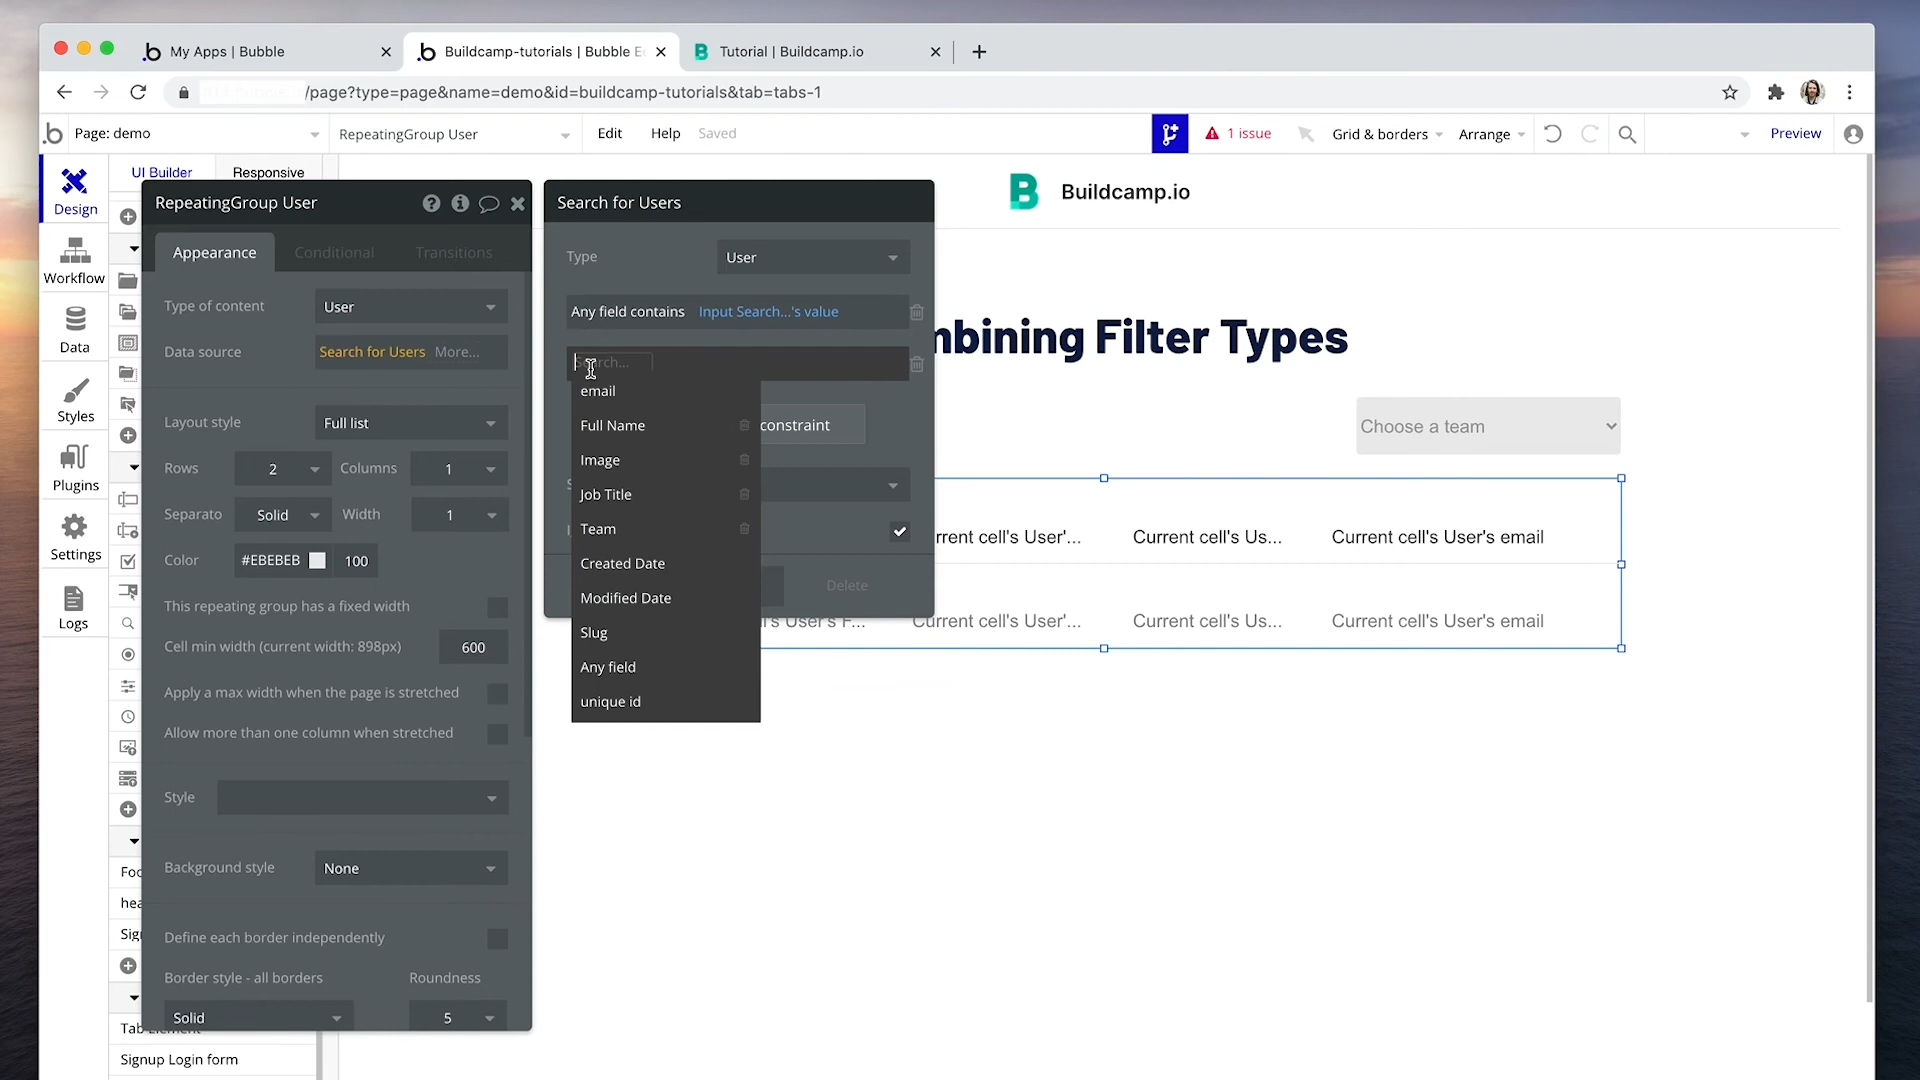 My Apps | Bubble
Buildcamp-tutorials | Bubble E
Tutorial | Buildcamp.io
/page?type=page&name=demo&id=buildcamp-tutorials&tab=tabs-1
Page: demo
RepeatingGroup User
Edit
Help
Saved
1 issue
Grid & borders
Arrange
Preview
Design
Workflow
Data
Styles
Plugins
Settings
Logs
UI Builder
Responsive
RepeatingGroup User
Appearance
Conditional
Transitions
Type of content
User
Data source
Search for Users More...
Layout style
Full list
Rows
2
Columns
1
Separato
Solid
Width
1
Color
#EBEBEB
100
This repeating group has a fixed width
Cell min width (current width: 898px)
600
Apply a max width when the page is stretched
Allow more than one column when stretched
Style
Background style
None
Define each border independently
Border style - all borders
Roundness
Solid
5
Foo
hea
Sig
Tab Element
Signup Login form
Search for Users
Type
User
Any field contains
Input Search...'s value
Search...
email
Full Name
Image
Job Title
Team
Created Date
Modified Date
Slug
Any field
unique id
constraint
Delete
B
Buildcamp.io
mbining Filter Types
Choose a team
rrent cell's User'...
Current cell's Us...
Current cell's User's email
l's User's F...
Current cell's User'...
Current cell's Us...
Current cell's User's email